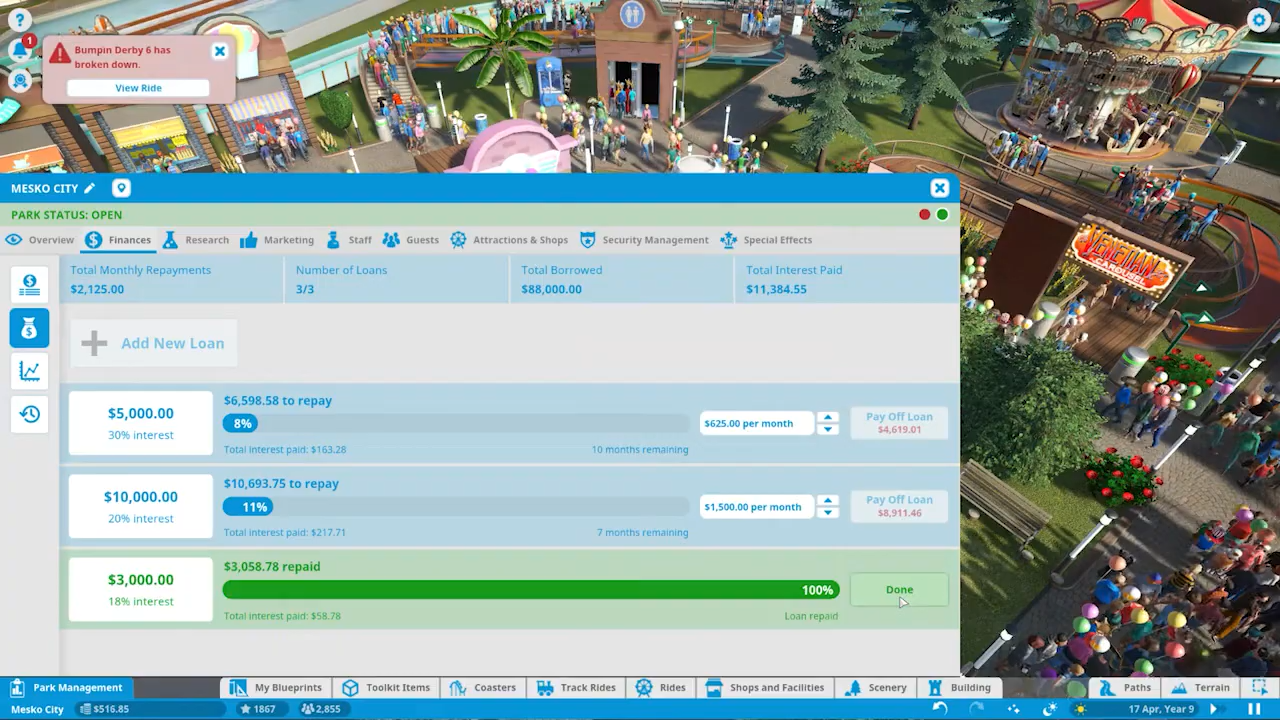 ?
1
Bumpin Derby 6 has
broken down.
View Ride
VENETIAN
CAROUSEL
MESKO CITY
PARK STATUS: OPEN
Overview Finances Research Marketing Staff Guests Attractions & Shops Security Management Special Effects
Total Monthly Repayments Number of Loans Total Borrowed Total Interest Paid
$2,125.00 3/3 $88,000.00 $11,384.55
+ Add New Loan
$5,000.00
30% interest
$6,598.58 to repay
8%
Total interest paid: $163.28 10 months remaining
$625.00 per month
Pay Off Loan
$4,619.01
$10,000.00
20% interest
$10,693.75 to repay
11%
Total interest paid: $217.71 7 months remaining
$1,500.00 per month
Pay Off Loan
$8,911.46
$3,000.00
18% interest
$3,058.78 repaid
100%
Total interest paid: $58.78 Loan repaid
Done
Park Management My Blueprints Toolkit Items Coasters Track Rides Rides Shops and Facilities Scenery Building Paths Terrain
Mesko City $516.85 1867 2,855 17 Apr, Year 9